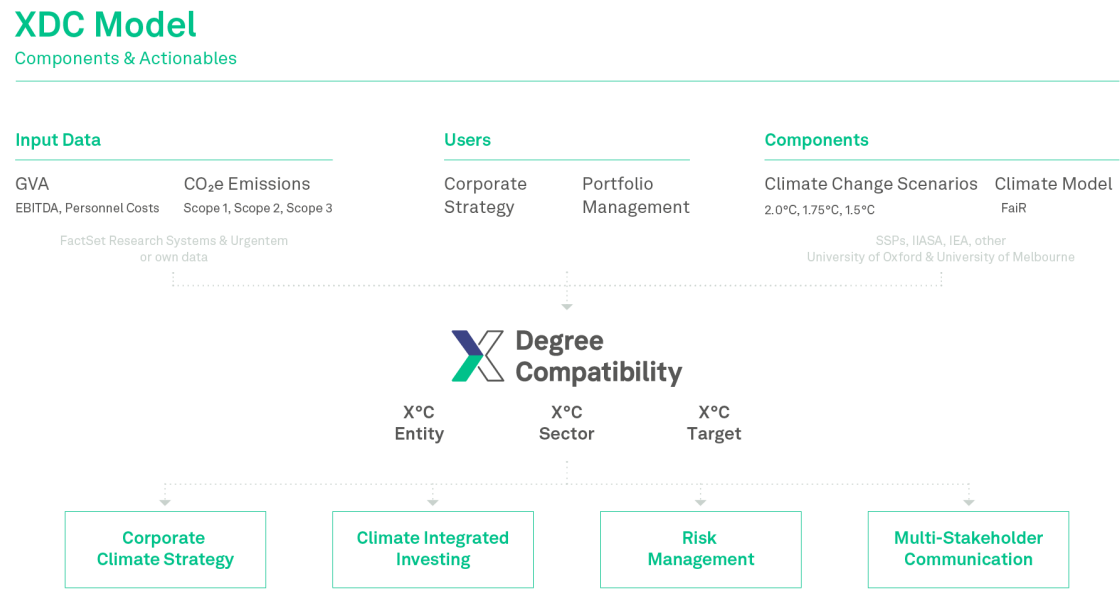 XDC Model
Components & Actionables
Input Data
GVA
EBITDA, Personnel Costs
CO₂e Emissions
Scope 1, Scope 2, Scope 3
FactSet Research Systems & Urgentem
or own data
Users
Corporate
Strategy
Portfolio
Management
Components
Climate Change Scenarios
2.0°C, 1.75°C, 1.5°C
Climate Model
FaiR
SSPs, IIASA, IEA, other
University of Oxford & University of Melbourne
X Degree
Compatibility
X°C
Entity
X°C
Sector
X°C
Target
Corporate
Climate Strategy
Climate Integrated
Investing
Risk
Management
Multi-Stakeholder
Communication